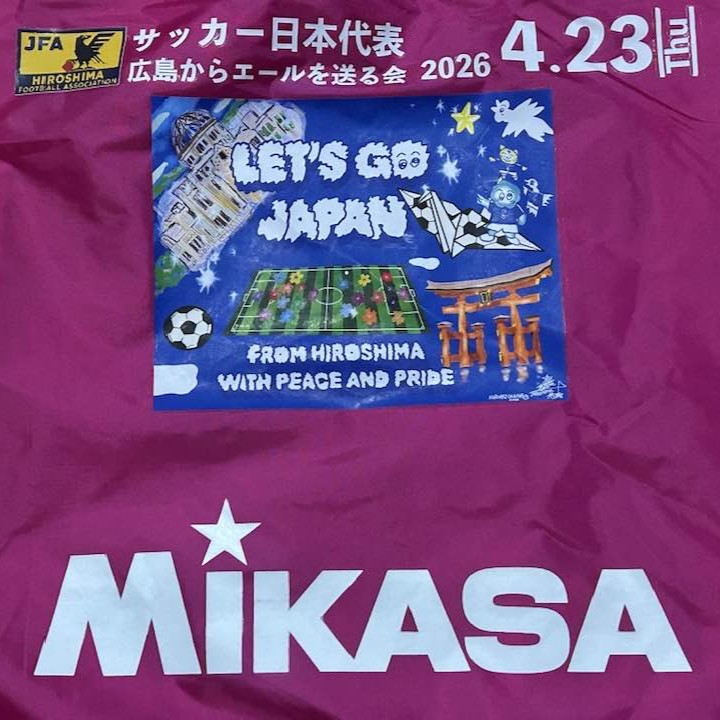 JFA
HIROSHIMA
FOOTBALL ASSOCIATION
サッカー日本代表
広島からエールを送る会 2026 4.23 Thu
LET'S GO
JAPAN
FROM HIROSHIMA
WITH PEACE AND PRIDE
MIKASA